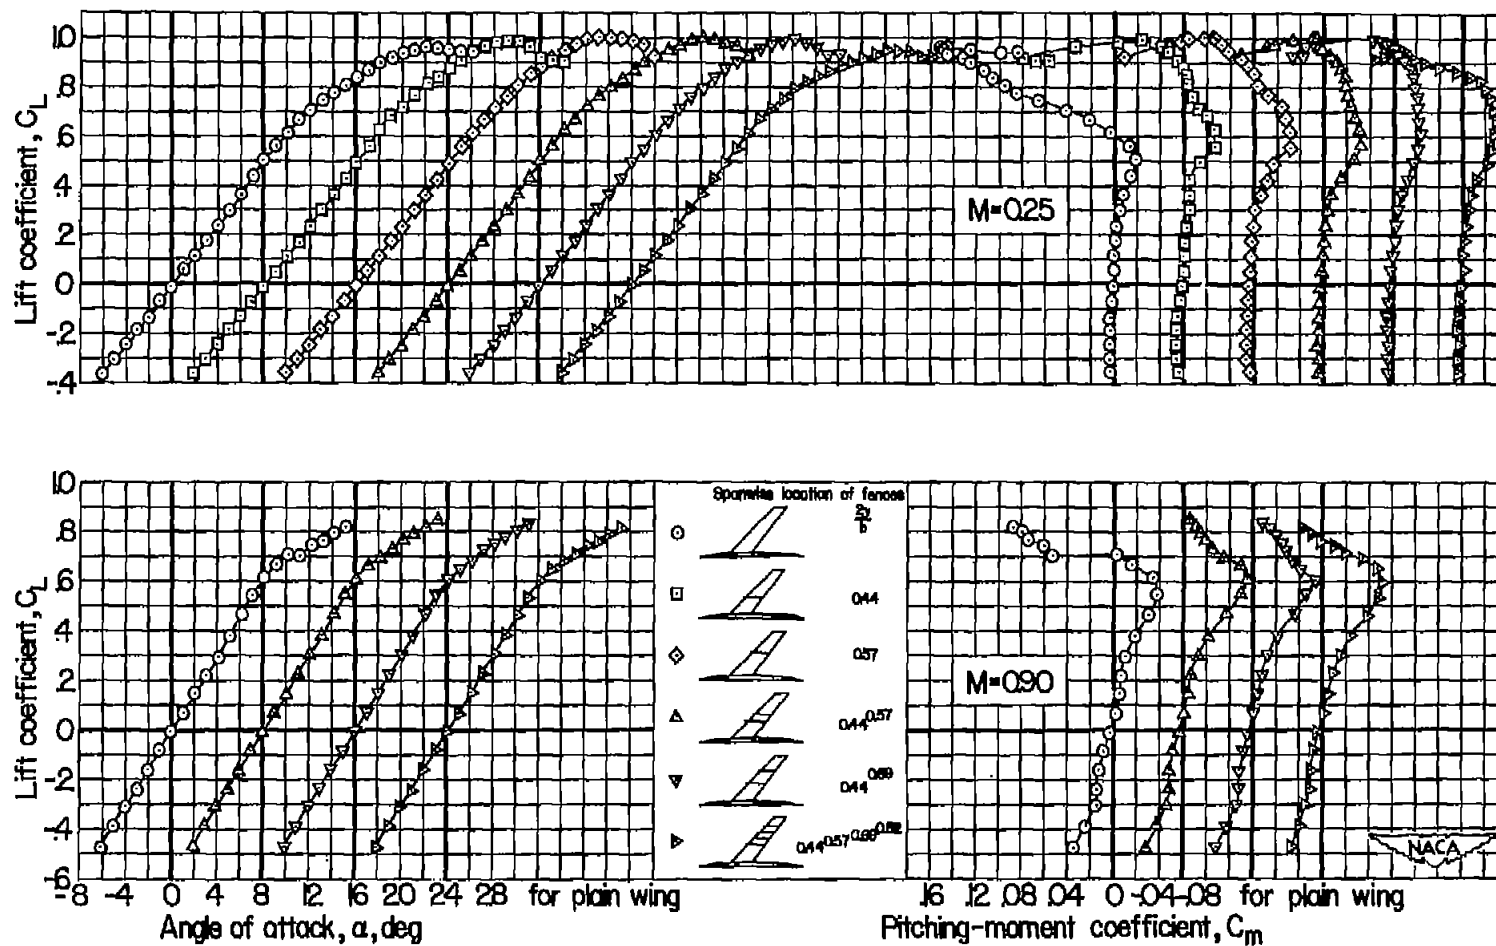 1.0
.8
.6
.4
.2
0
-.2
-.4
Lift coefficient, CL
M=0.25
1.0
.8
.6
.4
.2
0
-.2
-.4
-.6
Lift coefficient, CL
Spanwise location of fences
2y/b
0.44
0.57
0.44 0.57
0.44 0.69
0.44 0.57 0.69 0.82
M=0.90
NACA
-8 -4 0 4 8 12 16 20 24 28 for plain wing
Angle of attack, α, deg
.16 .12 .08 .04 0 -.04 -.08 for plain wing
Pitching-moment coefficient, Cm